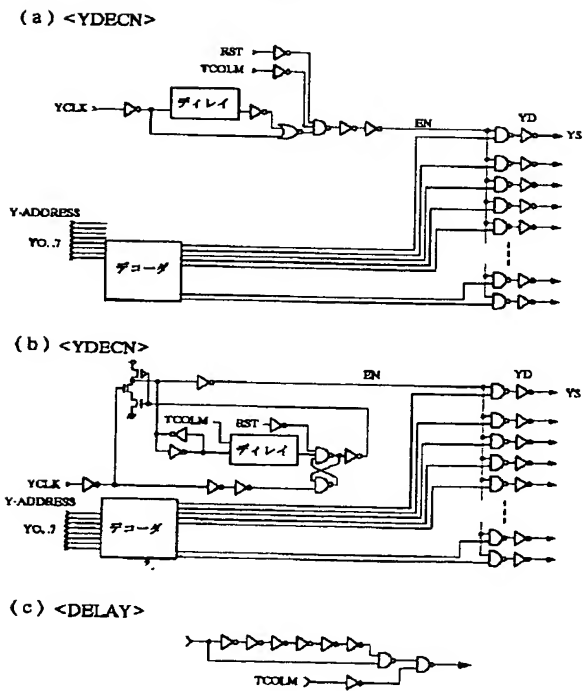 (a) <YDECN>
RST
TCOLM
YCLK
ディレイ
EN
YD
YS
Y-ADDRESS
Y0..7
デコーダ
(b) <YDECN>
EN
YD
YS
TCOLM
RST
ディレイ
YCLK
Y-ADDRESS
Y0..7
デコーダ
(c) <DELAY>
TCOLM